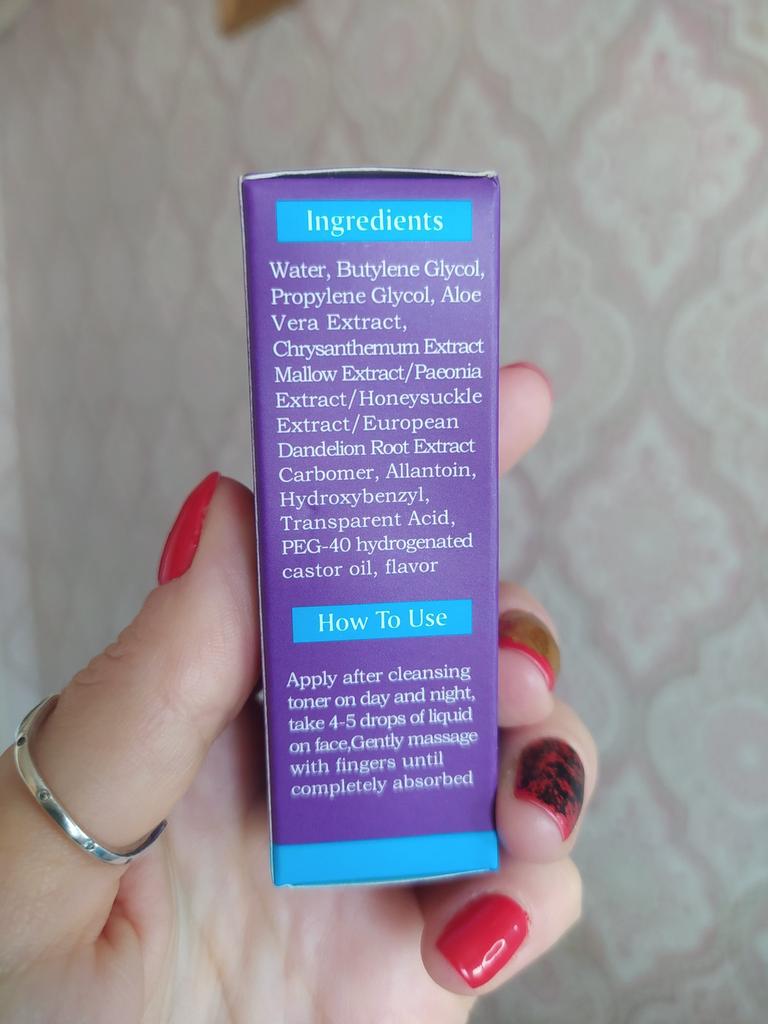 Ingredients
Water, Butylene Glycol,
Propylene Glycol, Aloe
Vera Extract,
Chrysanthemum Extract
Mallow Extract/Paeonia
Extract/Honeysuckle
Extract/European
Dandelion Root Extract
Carbomer, Allantoin,
Hydroxybenzyl,
Transparent Acid,
PEG-40 hydrogenated
castor oil, flavor
How To Use
Apply after cleansing
toner on day and night,
take 4-5 drops of liquid
on face,Gently massage
with fingers until
completely absorbed